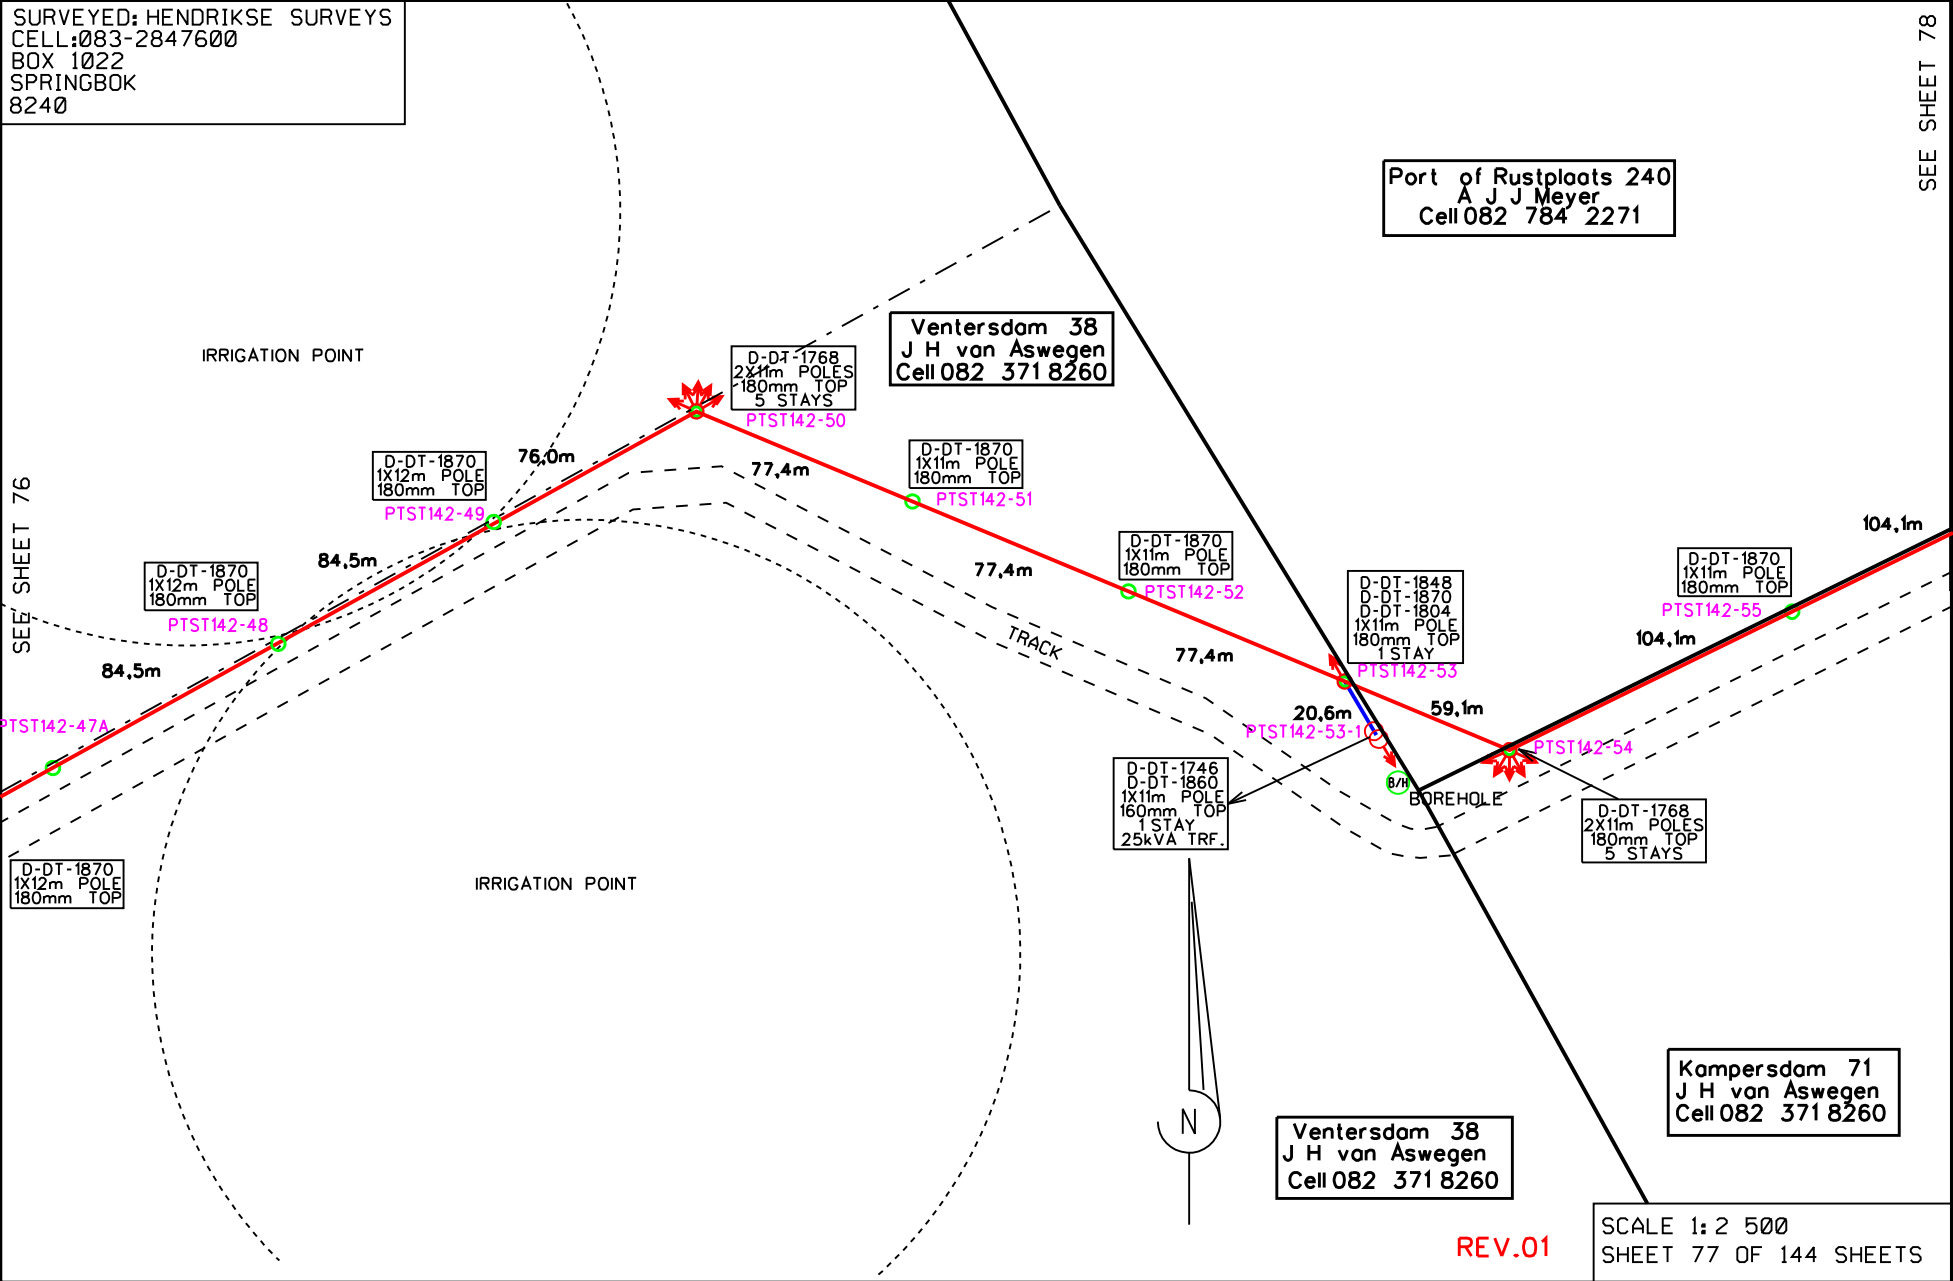 SURVEYED: HENDRIKSE SURVEYS
CELL:083-2847600
BOX 1022
SPRINGBOK
8240
SEE SHEET 78
Port of Rustplaats 240
A J J Meyer
Cell 082 784 2271
Ventersdam 38
J H van Aswegen
Cell 082 371 8260
IRRIGATION POINT
D-DT-1768
2X11m POLES
180mm TOP
5 STAYS
PTST142-50
D-DT-1870
1X12m POLE
180mm TOP
PTST142-49
76,0m
77,4m
D-DT-1870
1X11m POLE
180mm TOP
PTST142-51
SEE SHEET 76
84,5m
D-DT-1870
1X12m POLE
180mm TOP
PTST142-48
84,5m
PTST142-47A
D-DT-1870
1X12m POLE
180mm TOP
77,4m
D-DT-1870
1X11m POLE
180mm TOP
PTST142-52
TRACK
77,4m
D-DT-1848
D-DT-1870
D-DT-1804
1X11m POLE
180mm TOP
1 STAY
PTST142-53
20,6m
PTST142-53-1
59,1m
104,1m
D-DT-1870
1X11m POLE
180mm TOP
PTST142-55
104,1m
PTST142-54
D-DT-1746
D-DT-1860
1X11m POLE
160mm TOP
1 STAY
25kVA TRF.
B/H
BOREHOLE
D-DT-1768
2X11m POLES
180mm TOP
5 STAYS
IRRIGATION POINT
N
Kampersdam 71
J H van Aswegen
Cell 082 371 8260
Ventersdam 38
J H van Aswegen
Cell 082 371 8260
REV.01
SCALE 1: 2 500
SHEET 77 OF 144 SHEETS